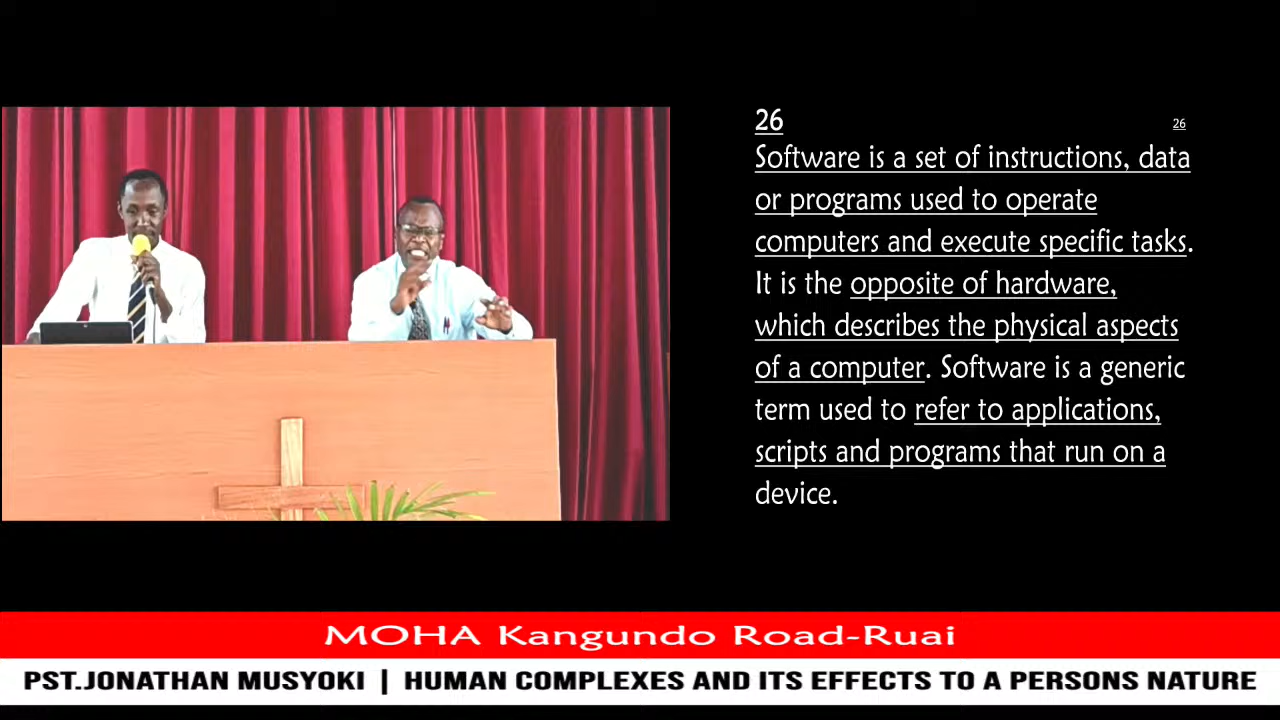 26
26
Software is a set of instructions, data
or programs used to operate
computers and execute specific tasks.
It is the opposite of hardware,
which describes the physical aspects
of a computer. Software is a generic
term used to refer to applications,
scripts and programs that run on a
device.
MOHA Kangundo Road-Ruai
PST.JONATHAN MUSYOKI | HUMAN COMPLEXES AND ITS EFFECTS TO A PERSONS NATURE